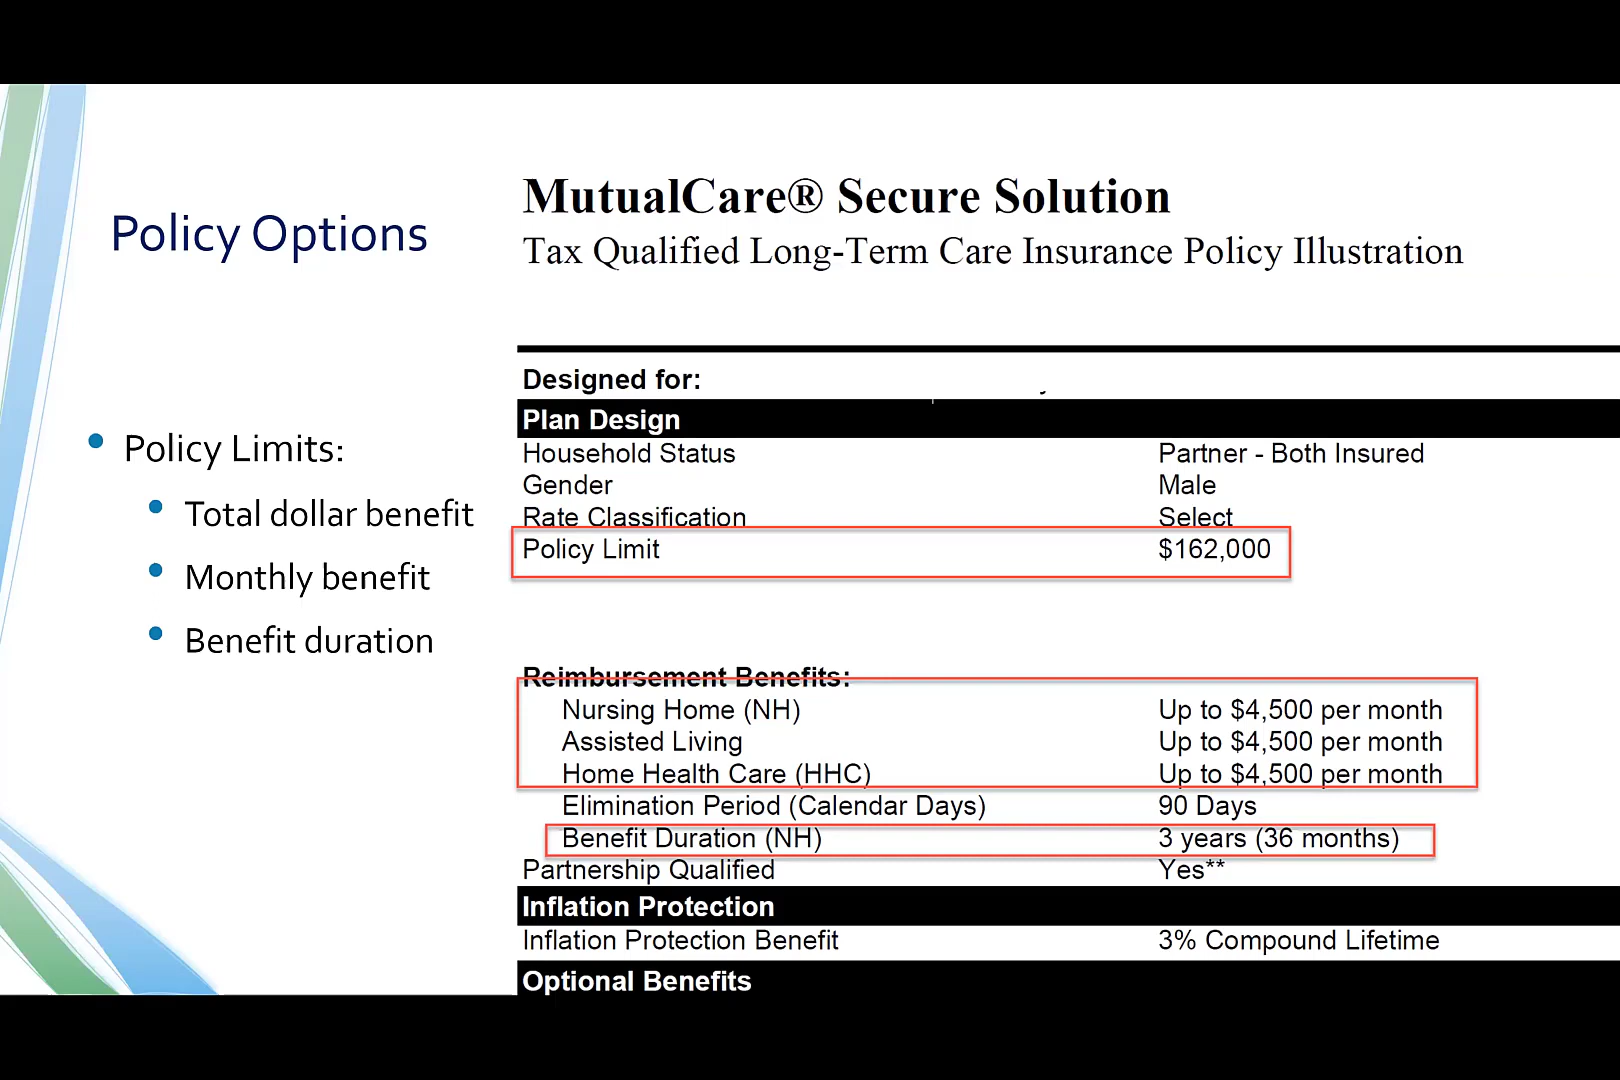 Policy Options
Policy Limits:
Total dollar benefit
Monthly benefit
Benefit duration
MutualCare® Secure Solution
Tax Qualified Long-Term Care Insurance Policy Illustration
Designed for:
Plan Design
Household Status Partner - Both Insured
Gender Male
Rate Classification Select
Policy Limit $162,000
Reimbursement Benefits:
Nursing Home (NH) Up to $4,500 per month
Assisted Living Up to $4,500 per month
Home Health Care (HHC) Up to $4,500 per month
Elimination Period (Calendar Days) 90 Days
Benefit Duration (NH) 3 years (36 months)
Partnership Qualified Yes**
Inflation Protection
Inflation Protection Benefit 3% Compound Lifetime
Optional Benefits